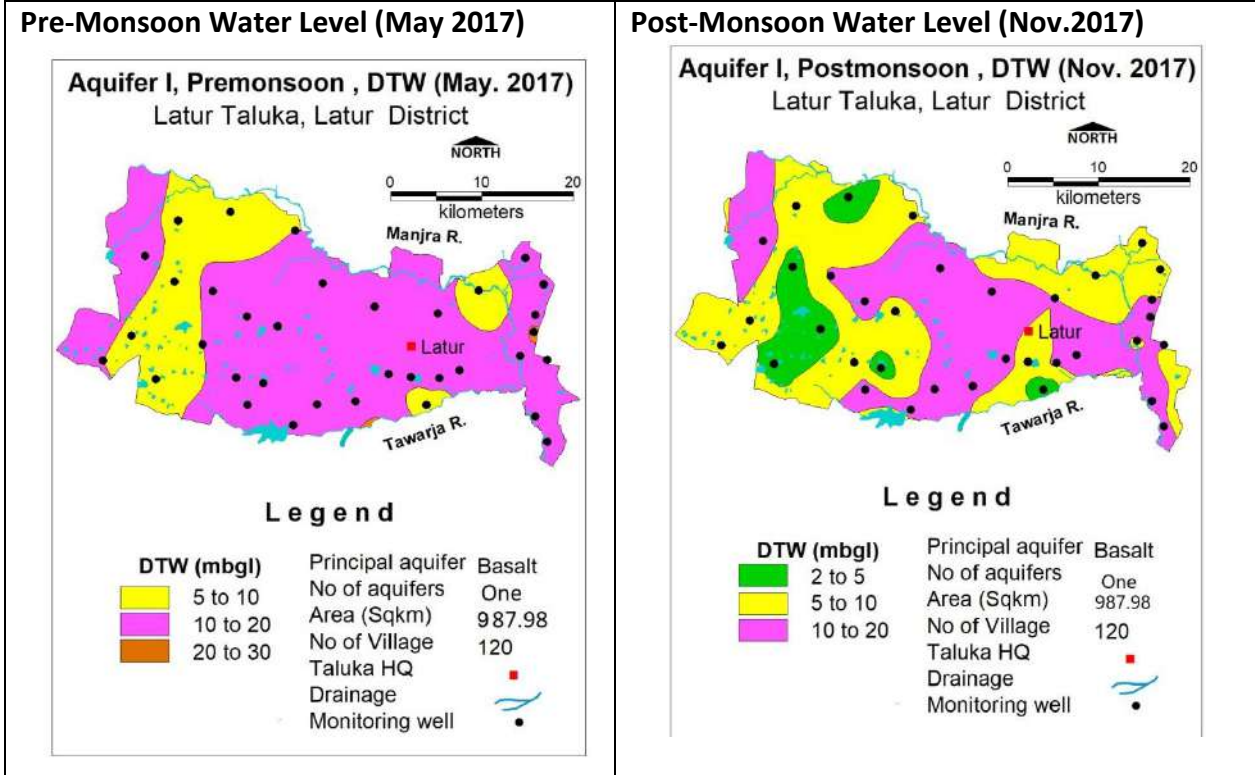 Pre-Monsoon Water Level (May 2017)
Aquifer I, Premonsoon , DTW (May. 2017)
Latur Taluka, Latur District
NORTH
0 10 20
kilometers
Manjra R.
Latur
Tawarja R.
Legend
DTW (mbgl)
5 to 10
10 to 20
20 to 30
Principal aquifer Basalt
No of aquifers One
Area (Sqkm) 987.98
No of Village 120
Taluka HQ
Drainage
Monitoring well
Post-Monsoon Water Level (Nov.2017)
Aquifer I, Postmonsoon , DTW (Nov. 2017)
Latur Taluka, Latur District
NORTH
0 10 20
kilometers
Manjra R.
Latur
Tawarja R.
Legend
DTW (mbgl)
2 to 5
5 to 10
10 to 20
Principal aquifer Basalt
No of aquifers One
Area (Sqkm) 987.98
No of Village 120
Taluka HQ
Drainage
Monitoring well